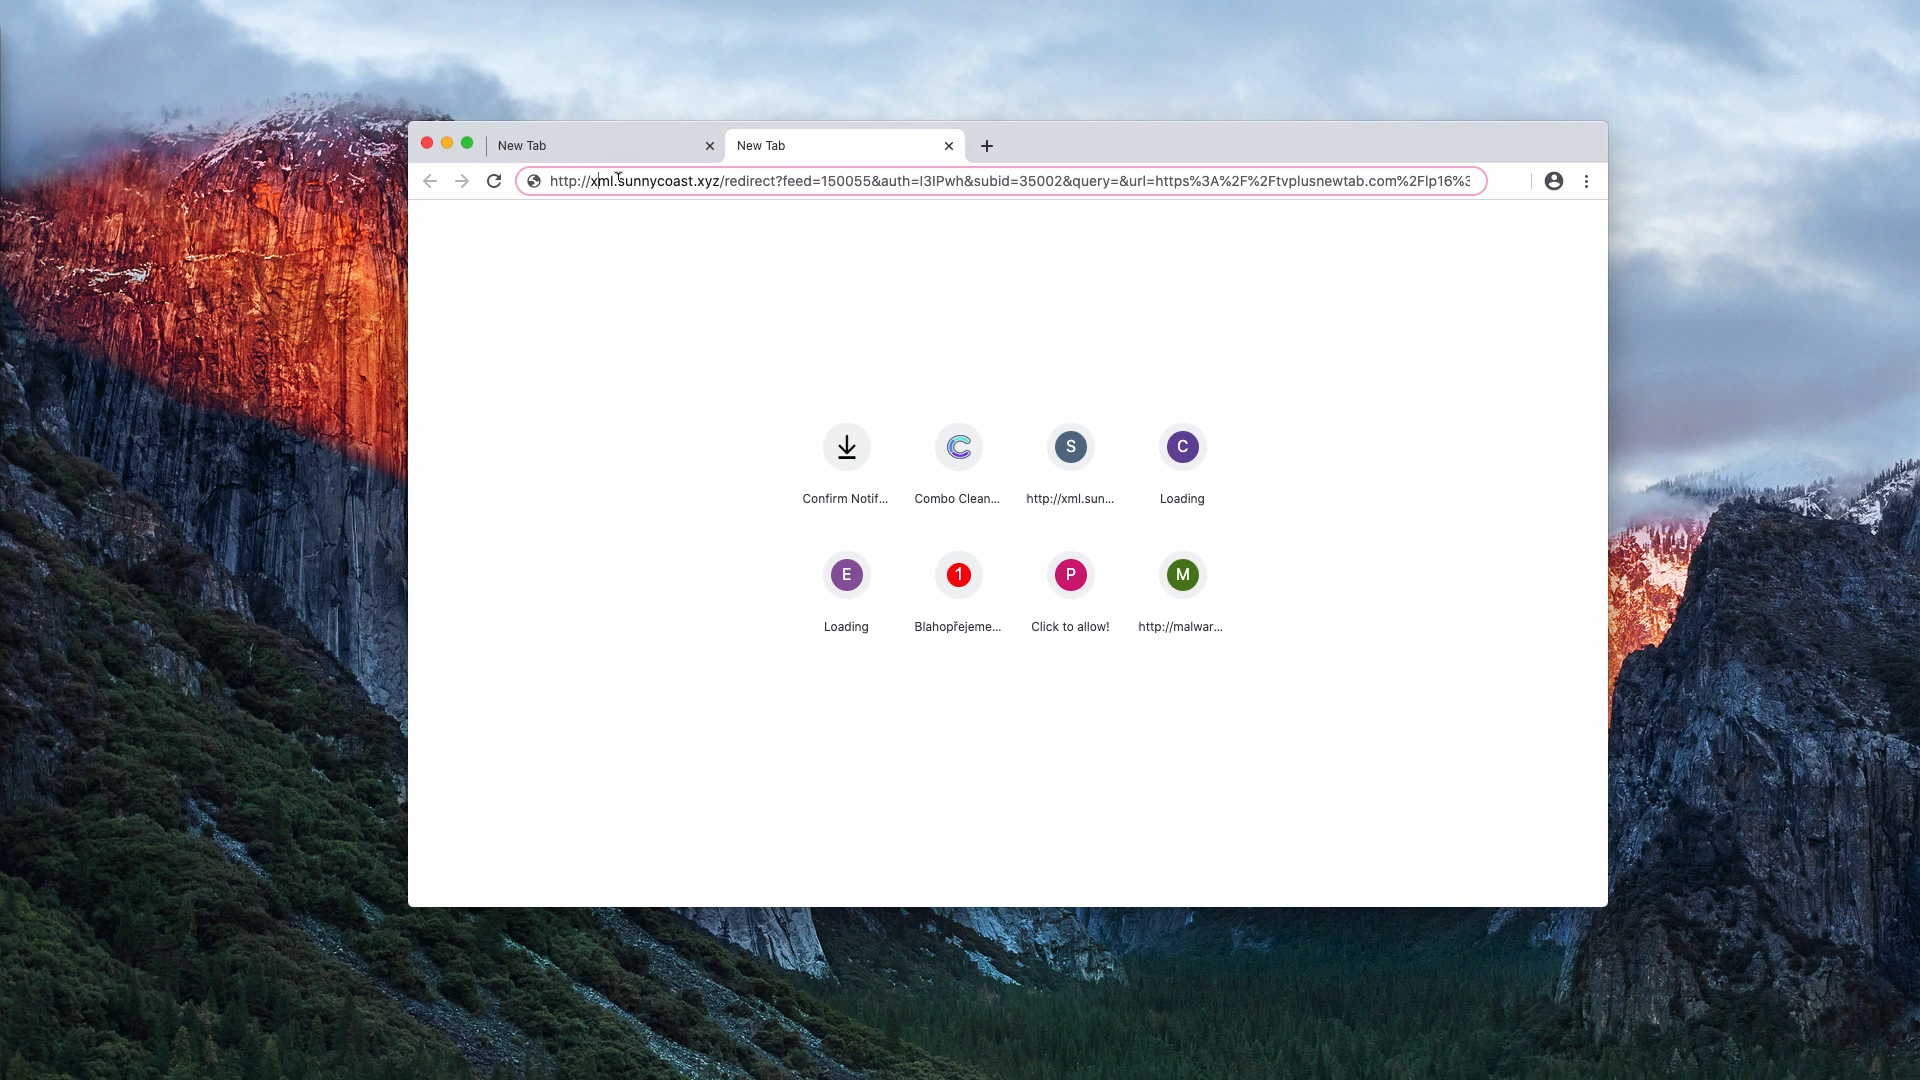 New Tab
New Tab
http://xml.sunnycoast.xyz/redirect?feed=150055&auth=I3IPwh&subid=35002&query=&url=https%3A%2F%2Ftvplusnewtab.com%2Flp16%3
Confirm Notif...
Combo Clean...
S
http://xml.sun...
C
Loading
E
Loading
1
Blahopřejeme...
P
Click to allow!
M
http://malwar...